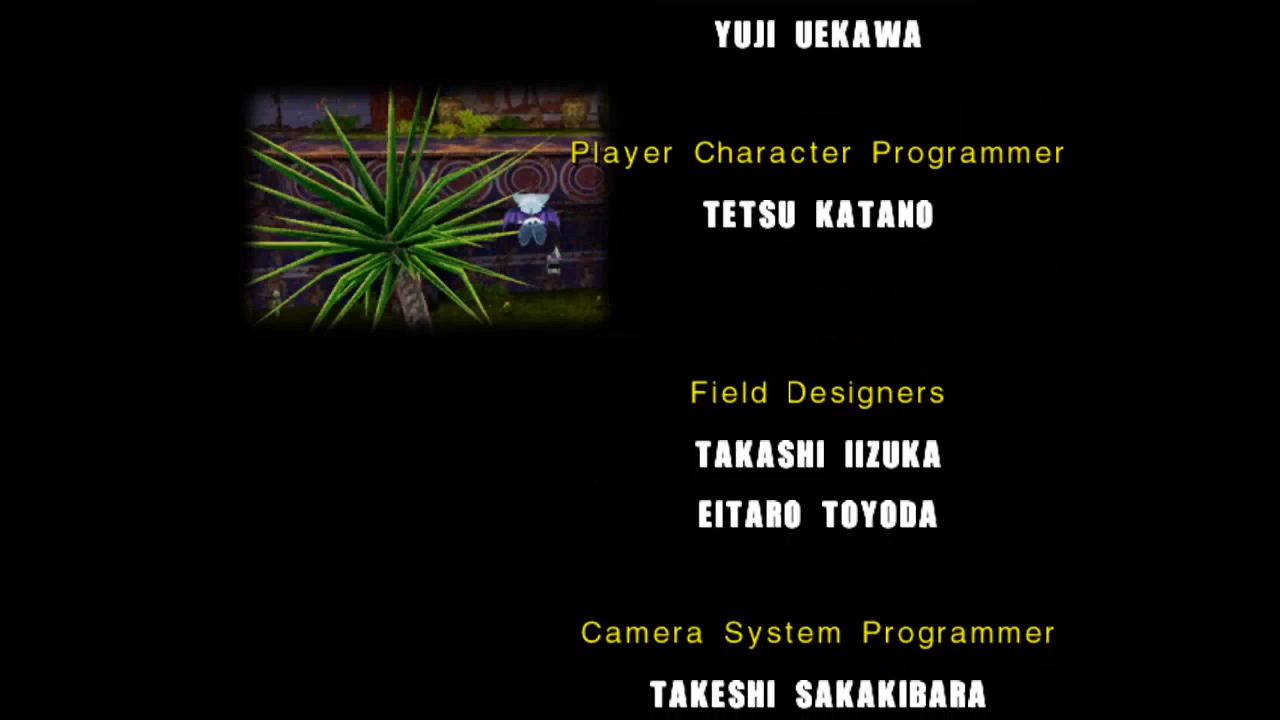 YUJI UEKAWA
Player Character Programmer
TETSU KATANO
Field Designers
TAKASHI IIZUKA
EITARO TOYODA
Camera System Programmer
TAKESHI SAKAKIBARA